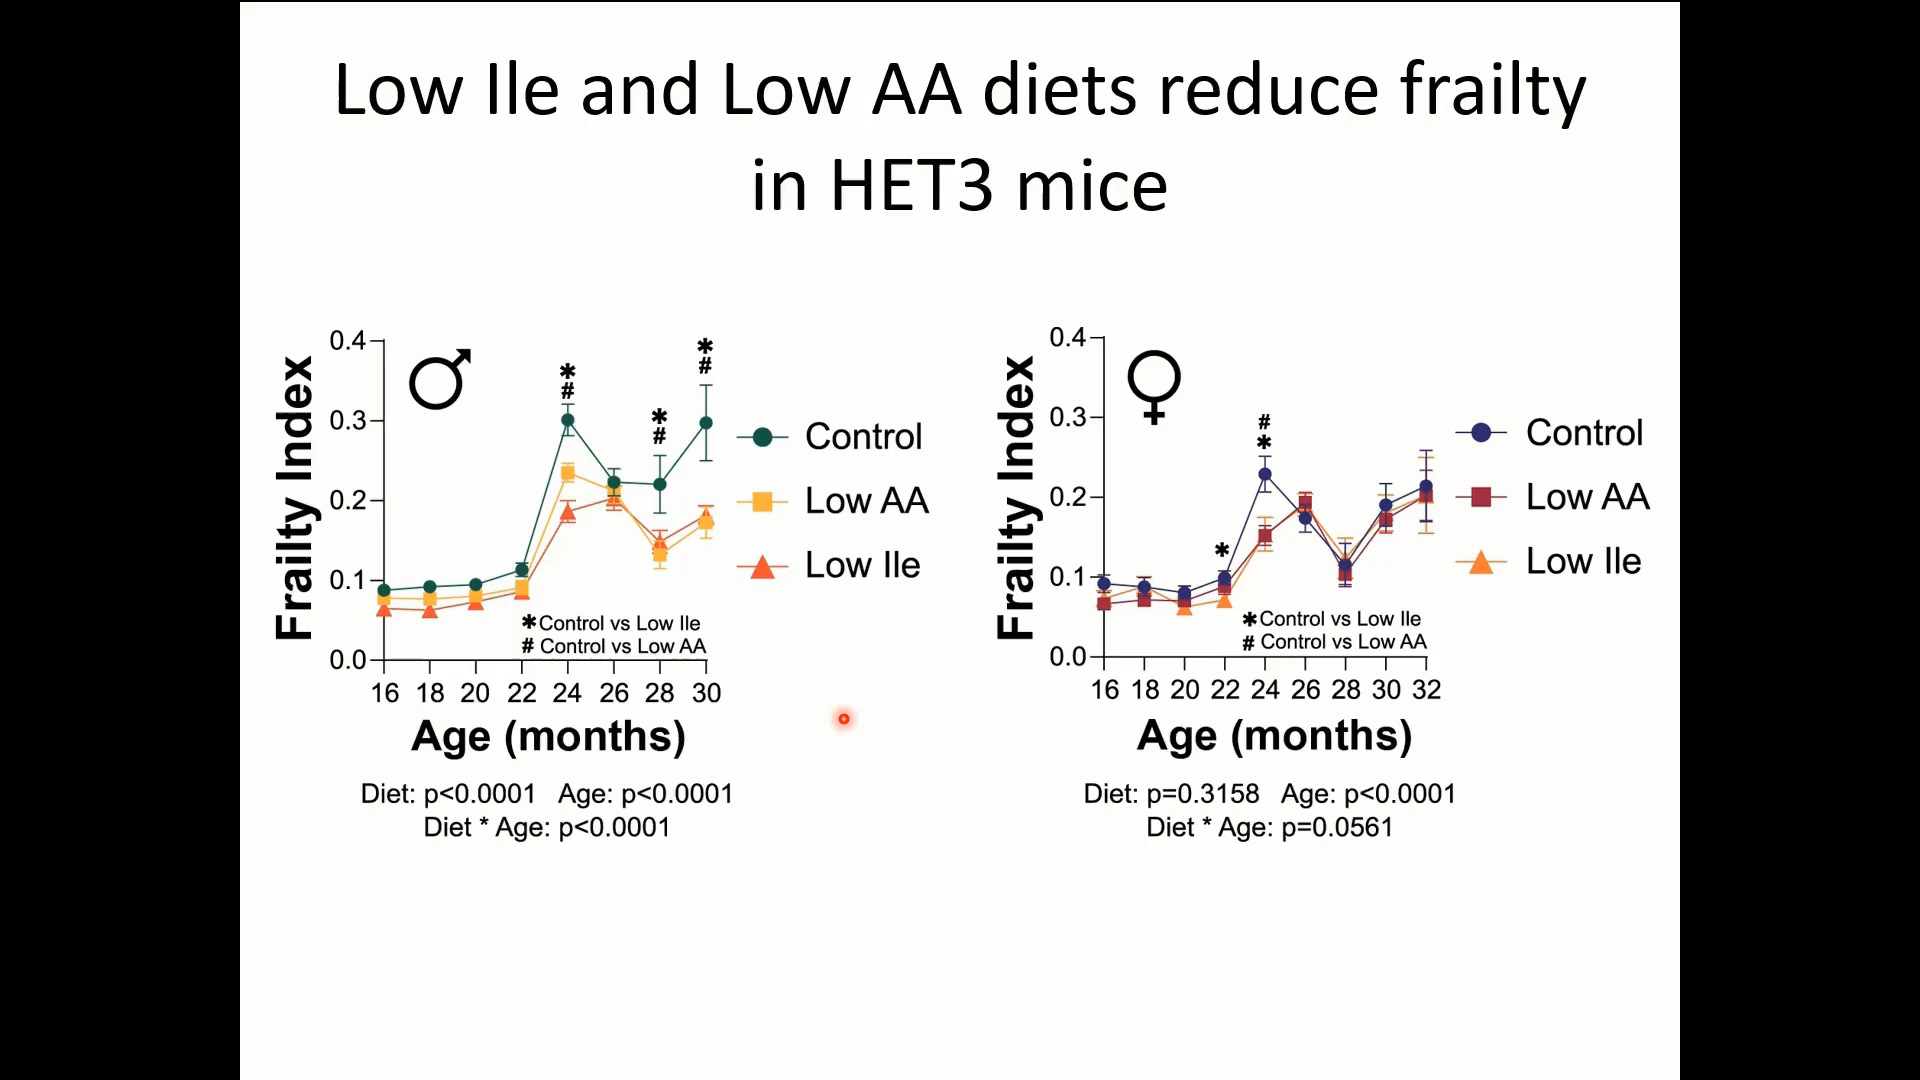 Low Ile and Low AA diets reduce frailty
in HET3 mice
Frailty Index
0.4
0.3
0.2
0.1
0.0
*
#
*
#
*
#
* Control vs Low Ile
# Control vs Low AA
16 18 20 22 24 26 28 30
Age (months)
Control
Low AA
Low Ile
Diet: p<0.0001 Age: p<0.0001
Diet * Age: p<0.0001
Frailty Index
0.4
0.3
0.2
0.1
0.0
#
*
*
* Control vs Low Ile
# Control vs Low AA
16 18 20 22 24 26 28 30 32
Age (months)
Control
Low AA
Low Ile
Diet: p=0.3158 Age: p<0.0001
Diet * Age: p=0.0561